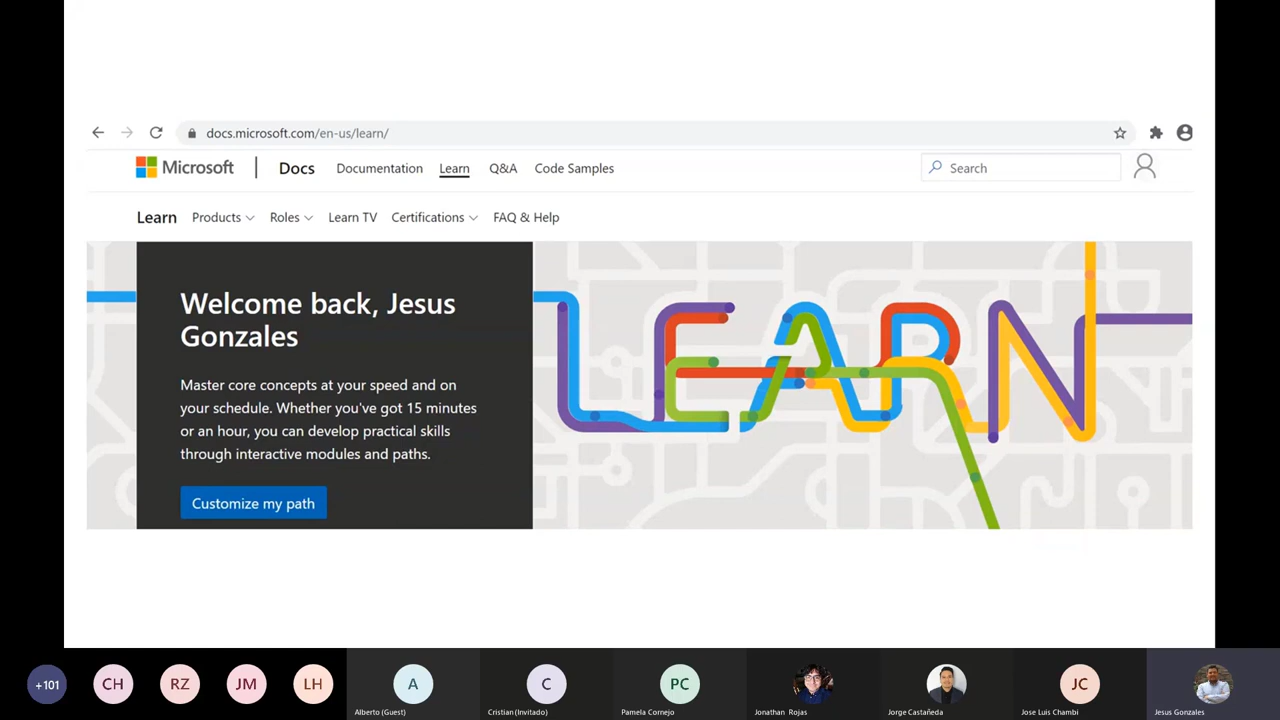 docs.microsoft.com/en-us/learn/
Microsoft | Docs Documentation Learn Q&A Code Samples Search
Learn Products Roles Learn TV Certifications FAQ & Help
Welcome back, Jesus
Gonzales
Master core concepts at your speed and on
your schedule. Whether you've got 15 minutes
or an hour, you can develop practical skills
through interactive modules and paths.
Customize my path
LEARN
+101 CH RZ JM LH A C PC JC
Alberto (Guest) Cristian (Invitado) Pamela Cornejo Jonathan Rojas Jorge Castañeda Jose Luis Chambi Jesus Gonzales